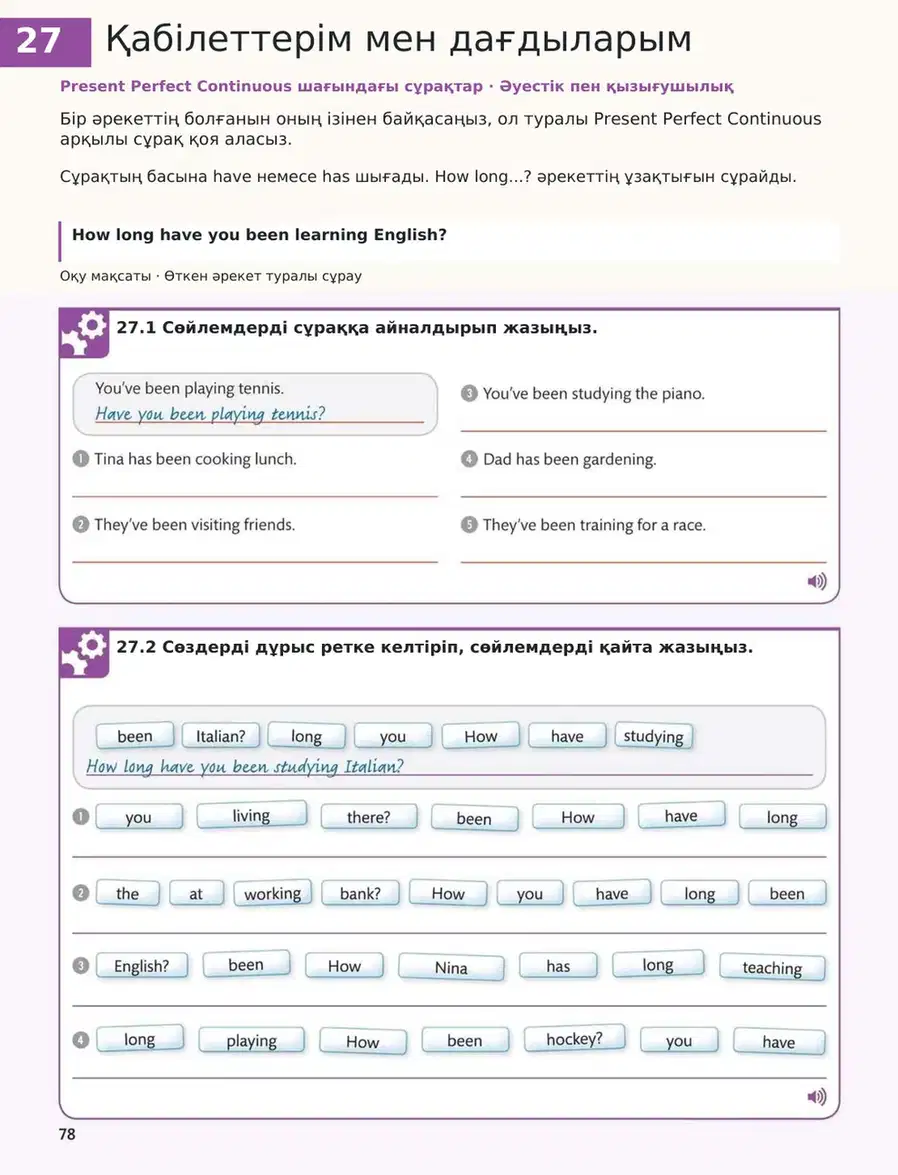 27
Қабілеттерім мен дағдыларым
Present Perfect Continuous шағындағы сұрақтар · Әуестік пен қызығушылық
Бір әрекеттің болғанын оның ізінен байқасаңыз, ол туралы Present Perfect Continuous
арқылы сұрақ қоя аласыз.
Сұрақтың басына have немесе has шығады. How long...? әрекеттің ұзақтығын сұрайды.
How long have you been learning English?
Оқу мақсаты · Өткен әрекет туралы сұрау
27.1 Сөйлемдерді сұраққа айналдырып жазыңыз.
You've been playing tennis.
Have you been playing tennis?
1 Tina has been cooking lunch.
2 They've been visiting friends.
3 You've been studying the piano.
4 Dad has been gardening.
5 They've been training for a race.
27.2 Сөздерді дұрыс ретке келтіріп, сөйлемдерді қайта жазыңыз.
been Italian? long you How have studying
How long have you been studying Italian?
1 you living there? been How have long
2 the at working bank? How you have long been
3 English? been How Nina has long teaching
4 long playing How been hockey? you have
78